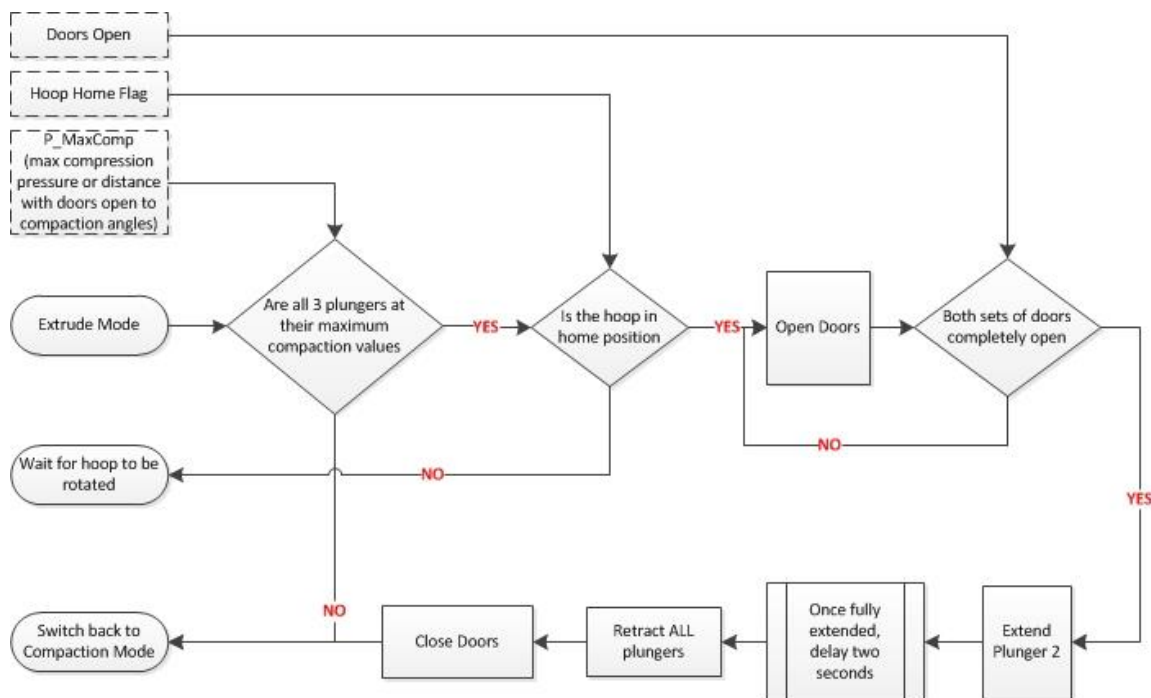 Doors Open
Hoop Home Flag
P_MaxComp
(max compression
pressure or distance
with doors open to
compaction angles)
Extrude Mode
Are all 3 plungers at
their maximum
compaction values
YES
Is the hoop in
home position
YES
Open Doors
Both sets of doors
completely open
NO
Wait for hoop to be
rotated
NO
YES
NO
Switch back to
Compaction Mode
Close Doors
Retract ALL
plungers
Once fully
extended,
delay two
seconds
Extend
Plunger 2